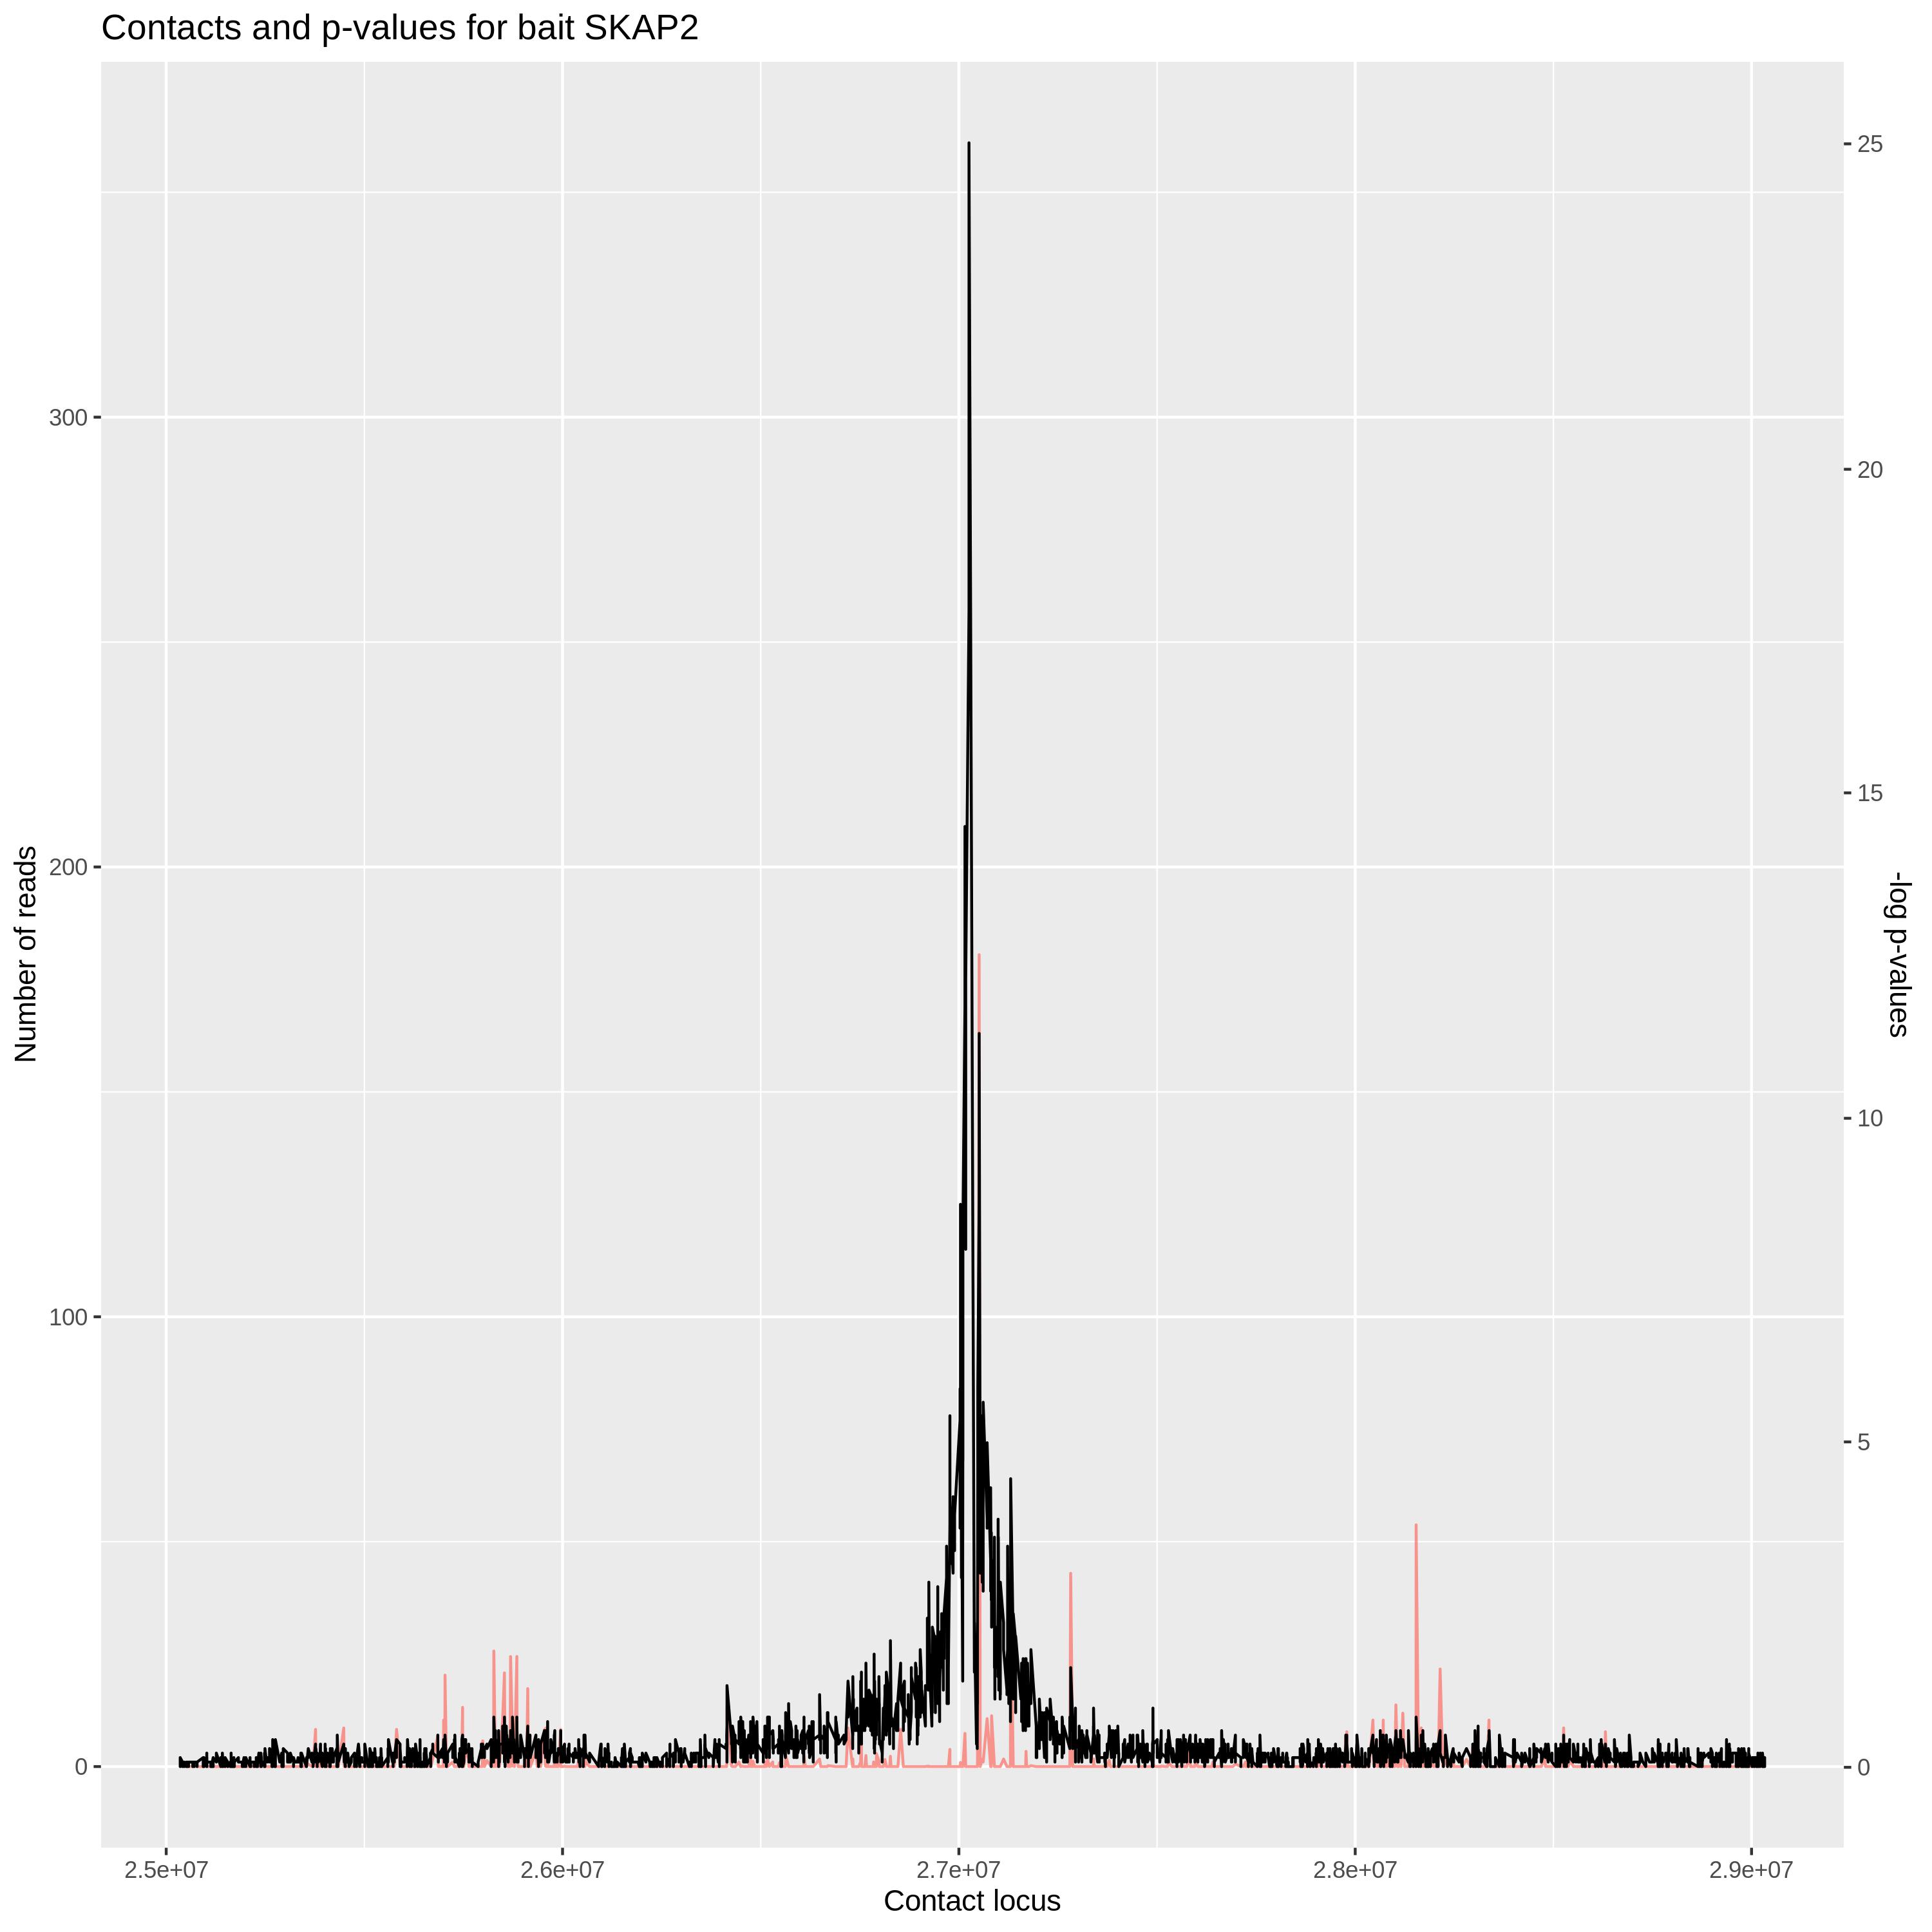 Contacts and p-values for bait SKAP2
Number of reads
300
200
100
0
25
20
15
10
5
0
-log p-values
2.5e+07 2.6e+07 2.7e+07 2.8e+07 2.9e+07
Contact locus